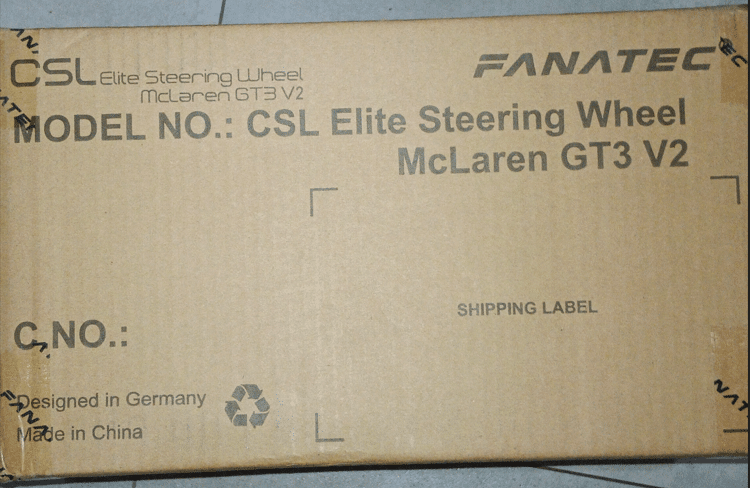 CSL Elite Steering Wheel
McLaren GT3 V2
FANATEC
MODEL NO.: CSL Elite Steering Wheel
McLaren GT3 V2
SHIPPING LABEL
C.NO.:
Designed in Germany
Made in China